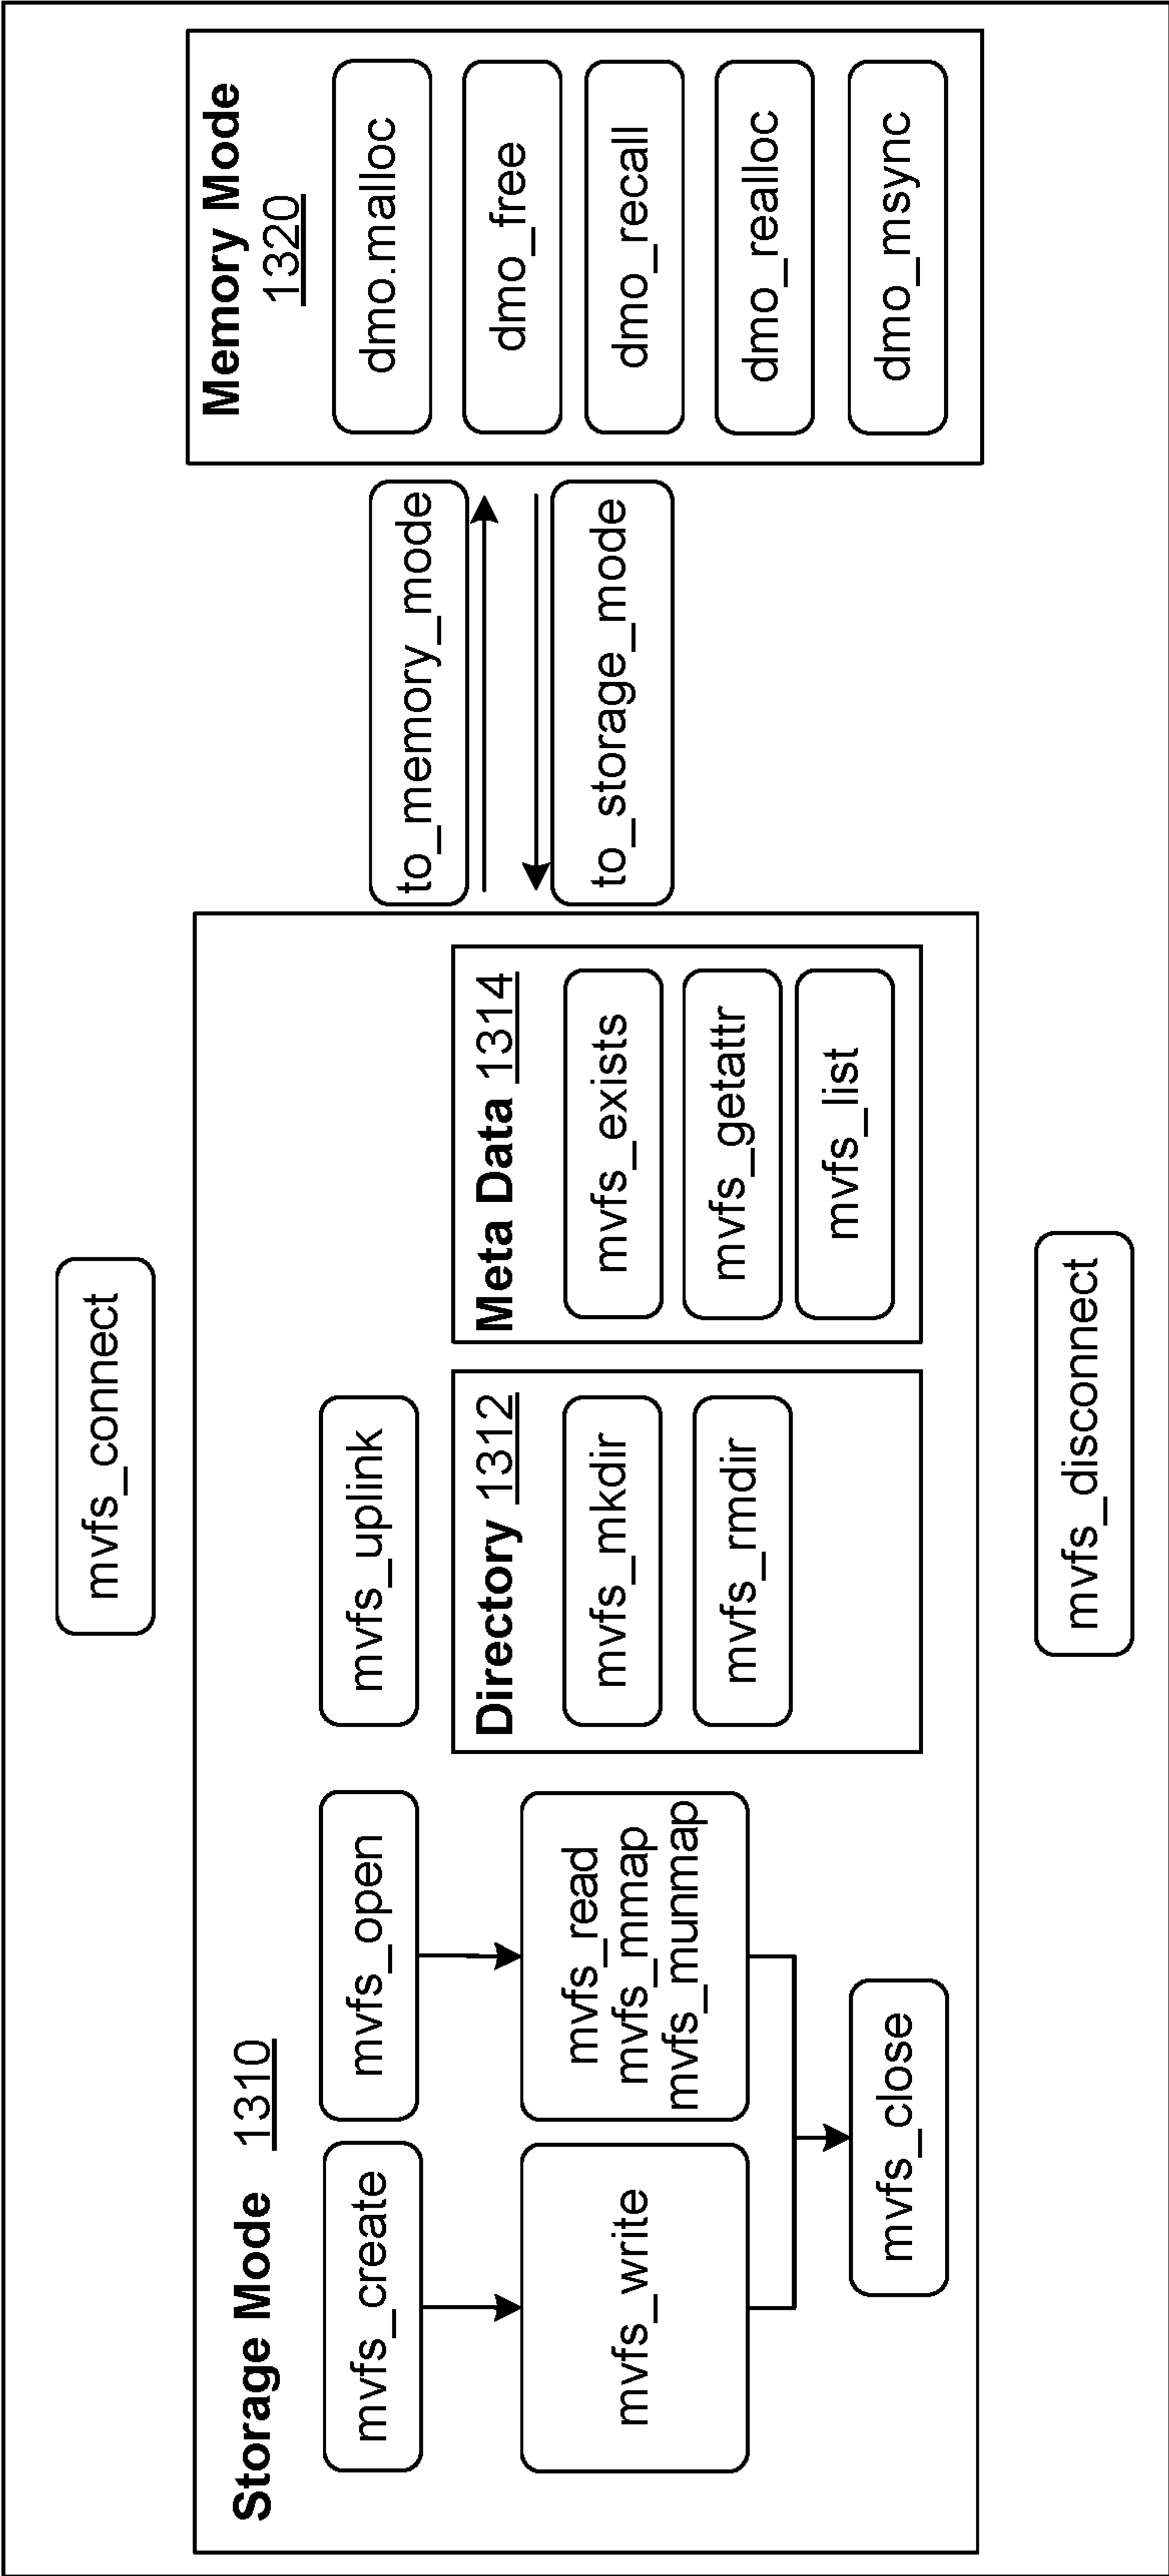 mvfs_connect
Storage Mode 1310
mvfs_create
mvfs_open
mvfs_uplink
mvfs_write
mvfs_read
mvfs_mmap
mvfs_munmap
mvfs_close
Directory 1312
mvfs_mkdir
mvfs_rmdir
Meta Data 1314
mvfs_exists
mvfs_getattr
mvfs_list
to_memory_mode
to_storage_mode
Memory Mode
1320
dmo.malloc
dmo_free
dmo_recall
dmo_realloc
dmo_msync
mvfs_disconnect